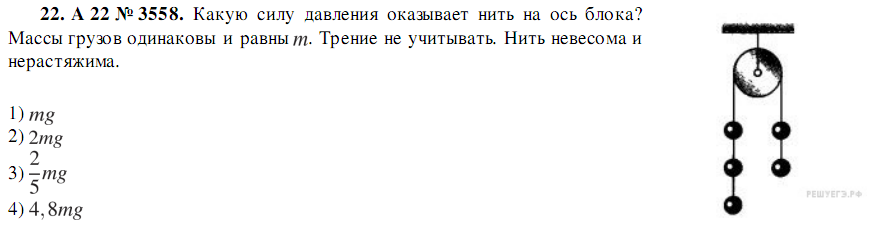 22. А 22 № 3558. Какую силу давления оказывает нить на ось блока?
Массы грузов одинаковы и равны m. Трение не учитывать. Нить невесома и
нерастяжима.
1) mg
2) 2mg
3) 2/5 mg
4) 4,8mg
РЕШУЕГЭ.РФ